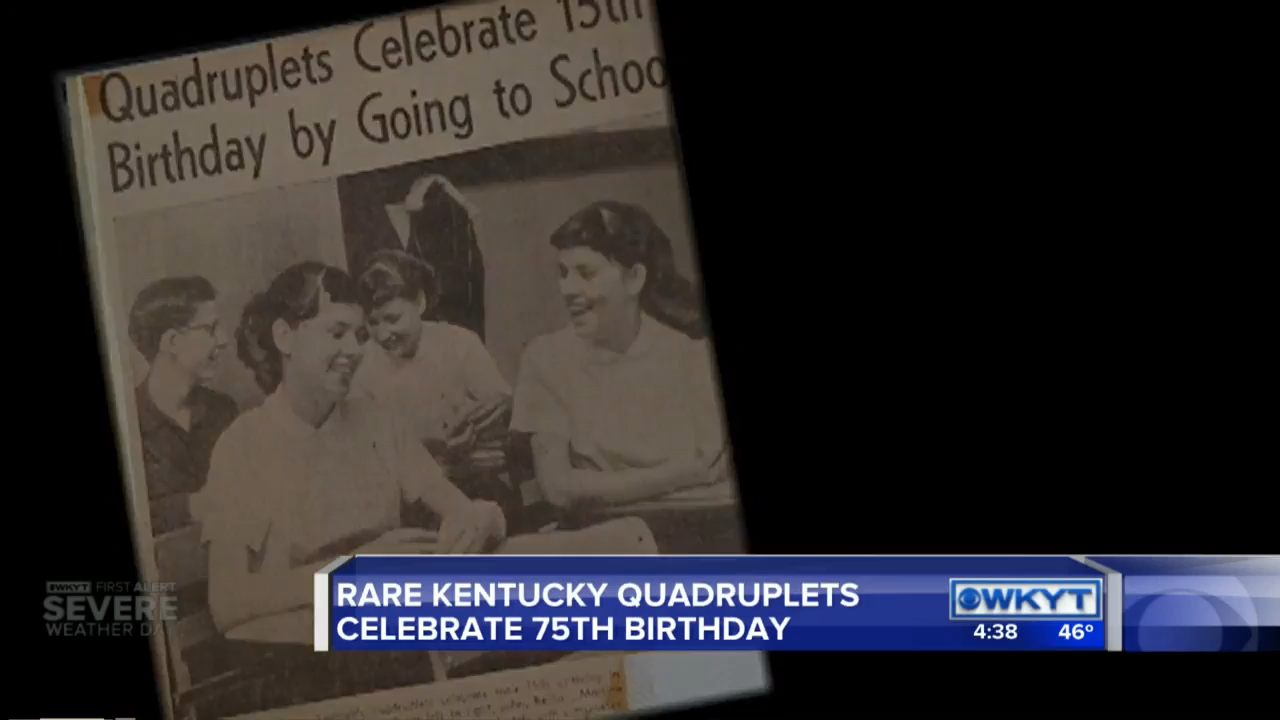 Quadruplets Celebrate 15th
Birthday by Going to Schoo
RARE KENTUCKY QUADRUPLETS
CELEBRATE 75TH BIRTHDAY
WKYT
4:38 46°
WKYT FIRST ALERT
SEVERE
WEATHER DAY